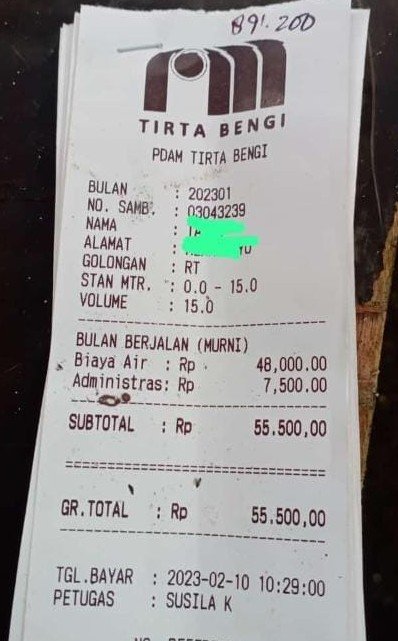 891.200
TIRTA BENGI
PDAM TIRTA BENGI
BULAN : 202301
NO. SAMB. : 03043239
NAMA :
ALAMAT :
GOLONGAN : RT
STAN MTR. : 0.0 - 15.0
VOLUME : 15.0
BULAN BERJALAN (MURNI)
Biaya Air : Rp 48,000.00
Administras: Rp 7,500.00
SUBTOTAL : Rp 55.500,00
GR.TOTAL : Rp 55.500,00
TGL.BAYAR : 2023-02-10 10:29:00
PETUGAS : SUSILA K